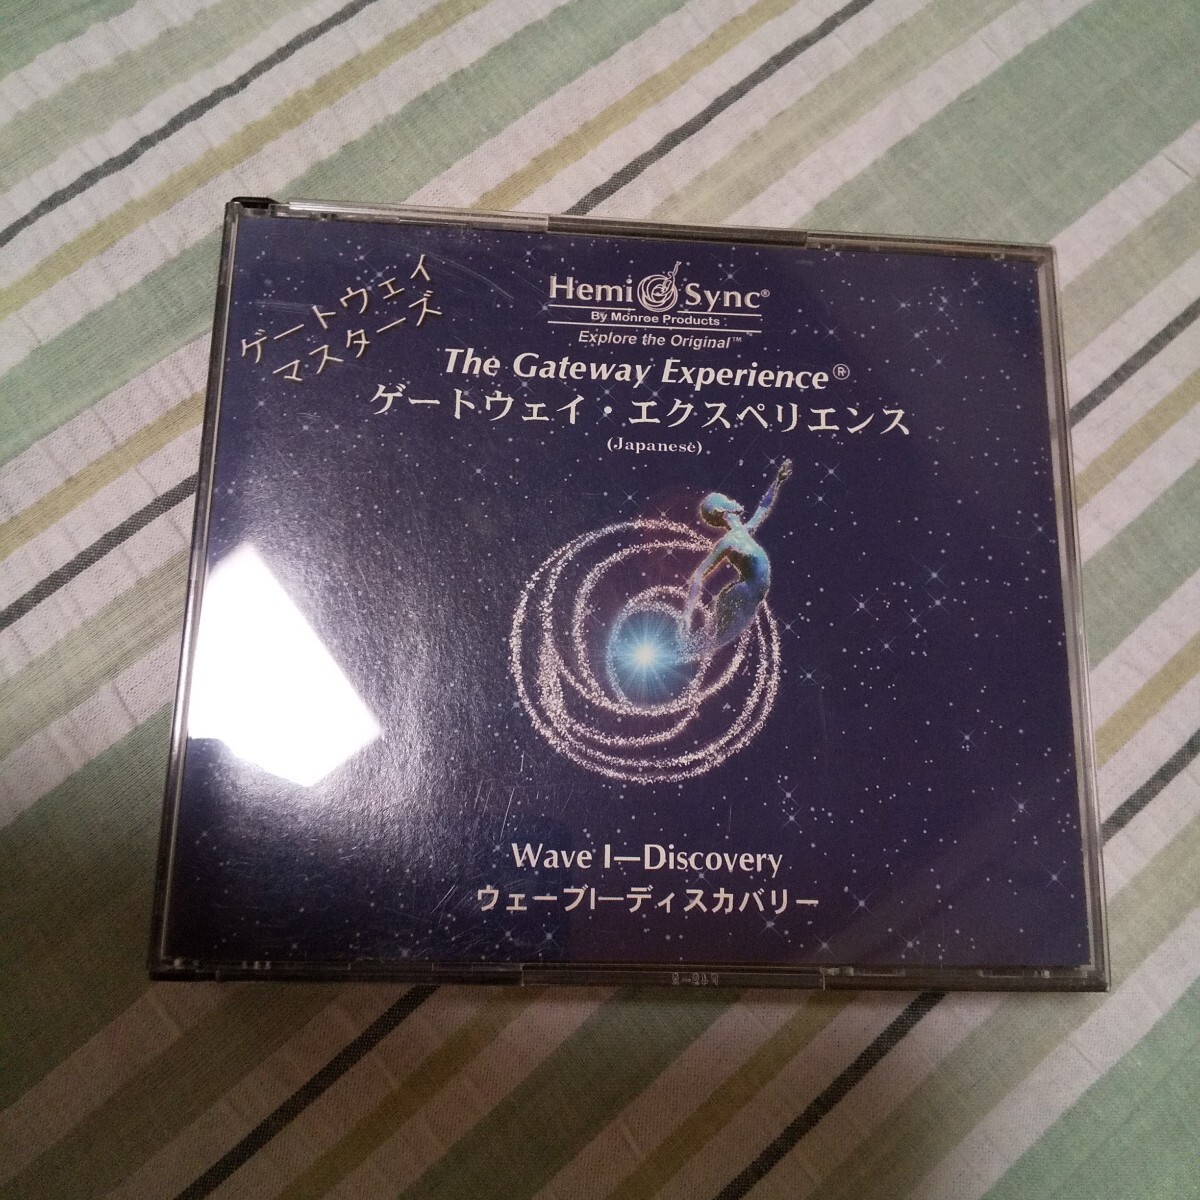 ゲートウェイ
マスターズ
Hemi Sync®
By Monroe Products
Explore the Original™
The Gateway Experience®
ゲートウェイ・エクスペリエンス
(Japanese)
Wave I—Discovery
ウェーブI—ディスカバリー